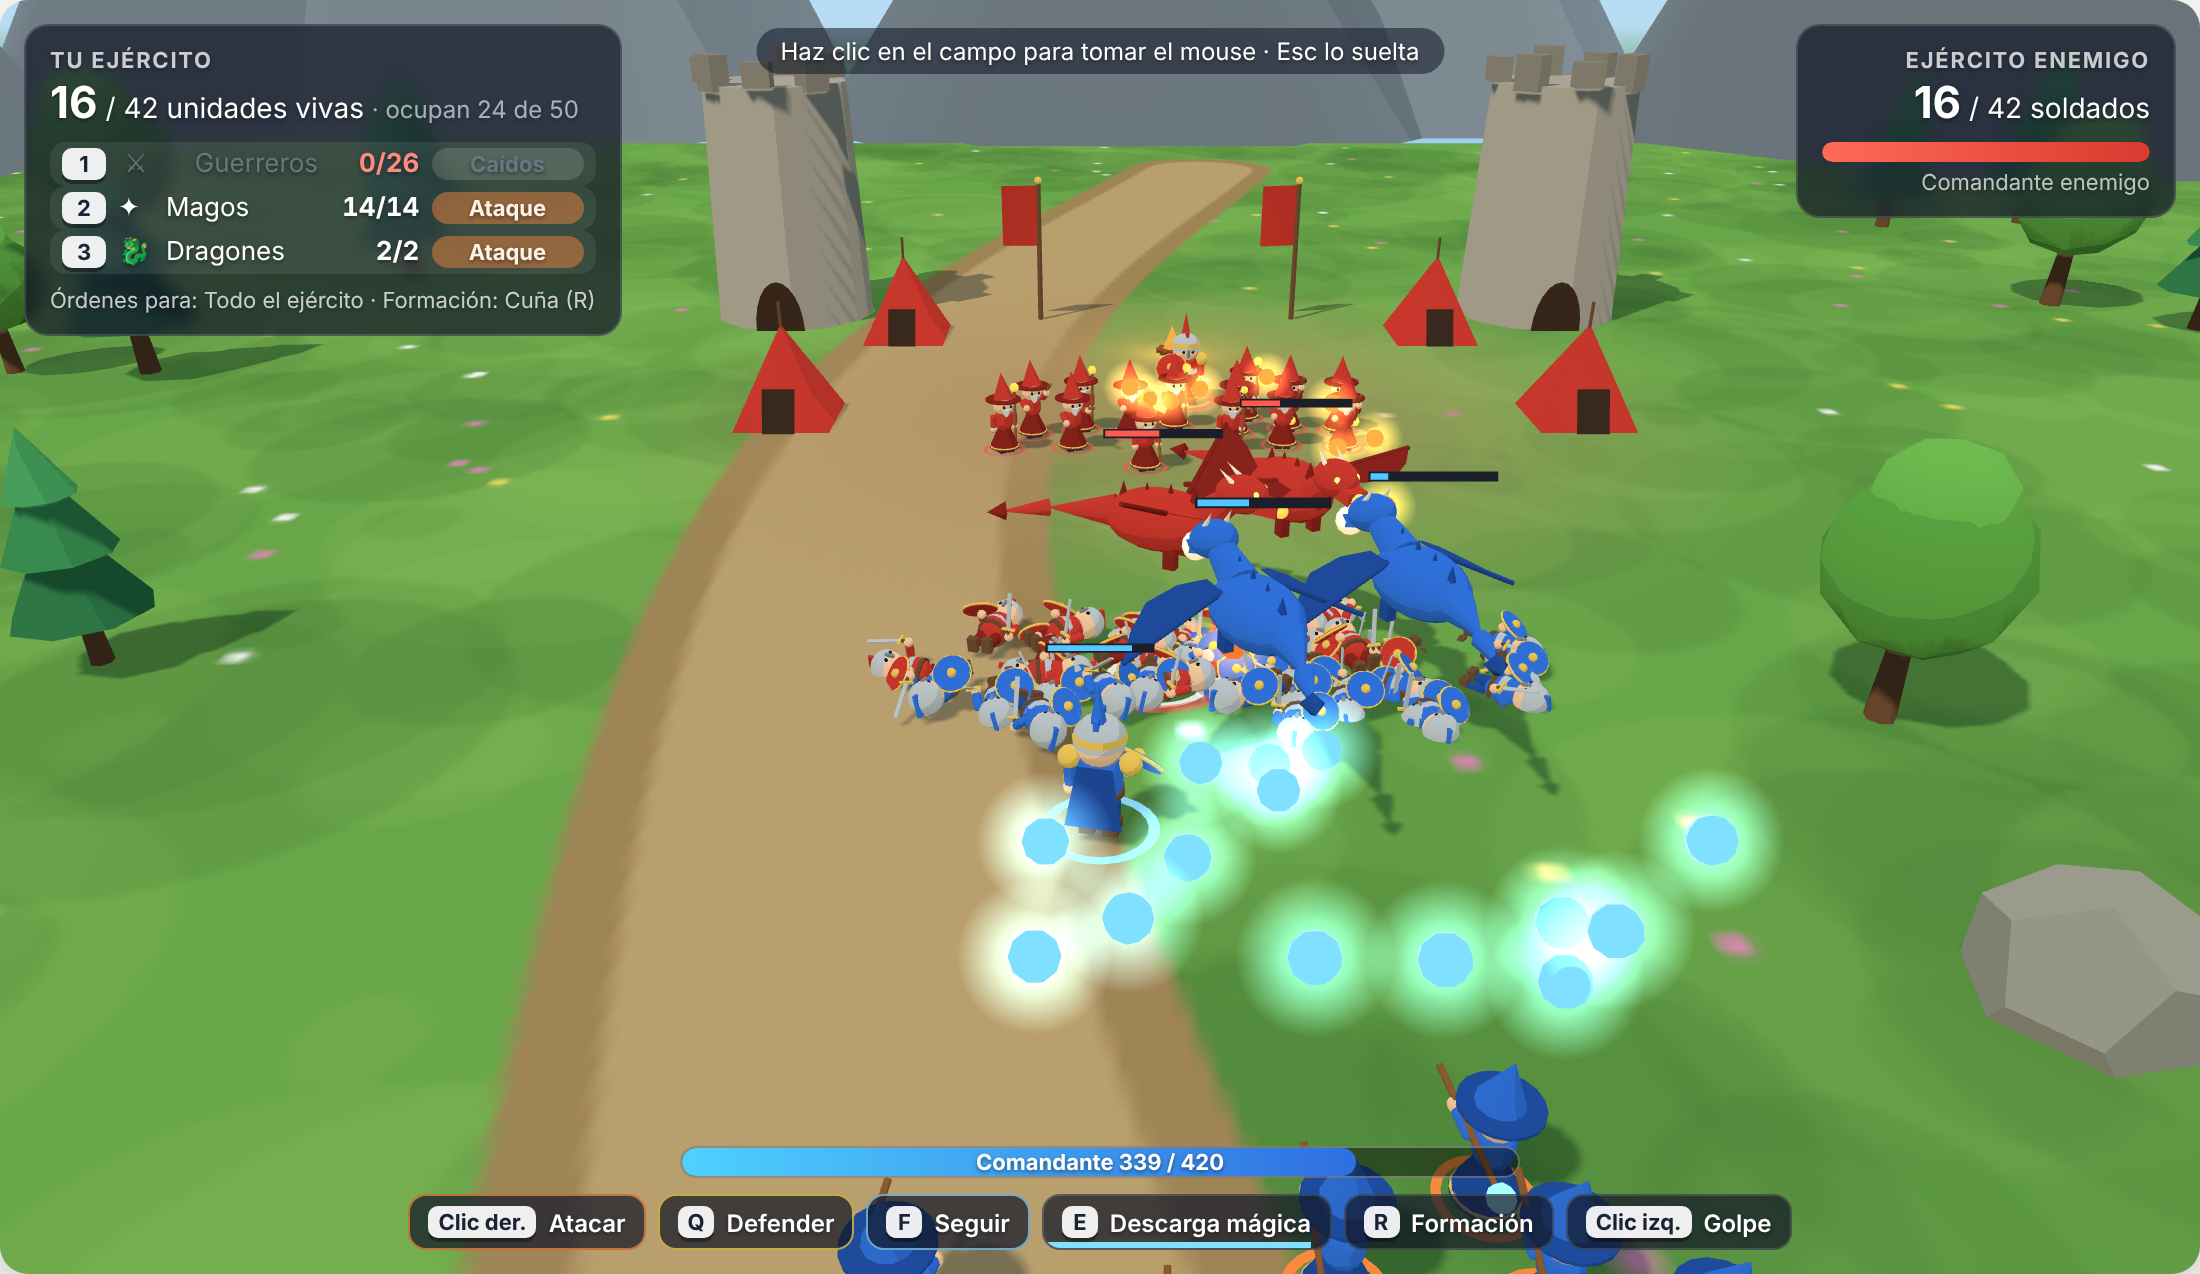 TU EJÉRCITO
16 / 42 unidades vivas · ocupan 24 de 50
1 Guerreros 0/26 Caídos
2 Magos 14/14 Ataque
3 Dragones 2/2 Ataque
Órdenes para: Todo el ejército · Formación: Cuña (R)
Haz clic en el campo para tomar el mouse · Esc lo suelta
EJÉRCITO ENEMIGO
16 / 42 soldados
Comandante enemigo
Comandante 339 / 420
Clic der. Atacar Q Defender F Seguir E Descarga mágica R Formación Clic izq. Golpe